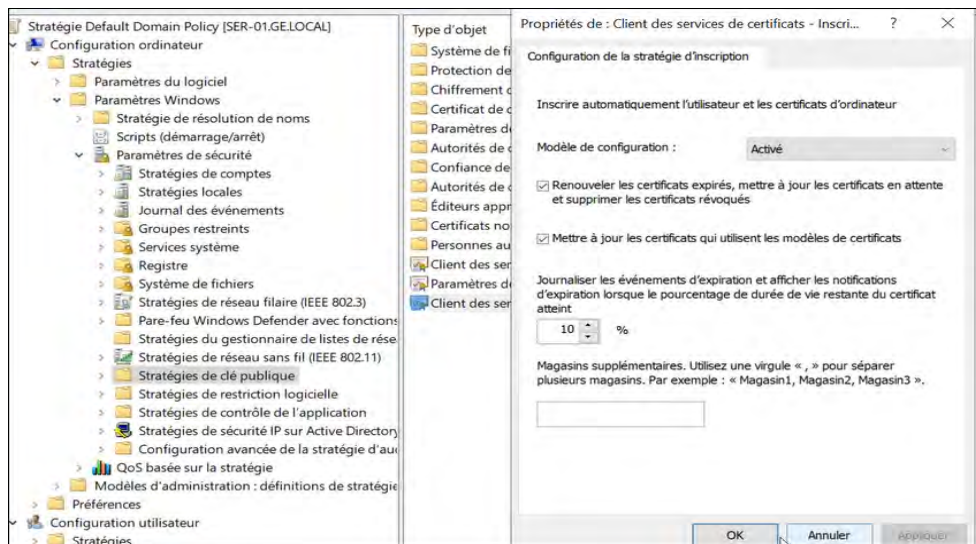 Stratégie Default Domain Policy [SER-01.GE.LOCAL]
Configuration ordinateur
Stratégies
Paramètres du logiciel
Paramètres Windows
Stratégie de résolution de noms
Scripts (démarrage/arrêt)
Paramètres de sécurité
Stratégies de comptes
Stratégies locales
Journal des événements
Groupes restreints
Services système
Registre
Système de fichiers
Stratégies de réseau filaire (IEEE 802.3)
Pare-feu Windows Defender avec fonctions
Stratégies du gestionnaire de listes de rése
Stratégies de réseau sans fil (IEEE 802.11)
Stratégies de clé publique
Stratégies de restriction logicielle
Stratégies de contrôle de l'application
Stratégies de sécurité IP sur Active Directory
Configuration avancée de la stratégie d'au
QoS basée sur la stratégie
Modèles d'administration : définitions de stratégie
Préférences
Configuration utilisateur
Stratégies
Type d'objet
Système de fi
Protection de
Chiffrement
Certificat de
Paramètres d
Autorités de
Confiance de
Autorités de
Éditeurs appr
Certificats no
Personnes au
Client des ser
Paramètres d
Client des ser
Propriétés de : Client des services de certificats - Inscri... ? ×
Configuration de la stratégie d'inscription
Inscrire automatiquement l'utilisateur et les certificats d'ordinateur
Modèle de configuration : Activé
Renouveler les certificats expirés, mettre à jour les certificats en attente
et supprimer les certificats révoqués
Mettre à jour les certificats qui utilisent les modèles de certificats
Journaliser les événements d'expiration et afficher les notifications
d'expiration lorsque le pourcentage de durée de vie restante du certificat
atteint
10 %
Magasins supplémentaires. Utilisez une virgule « , » pour séparer
plusieurs magasins. Par exemple : « Magasin1, Magasin2, Magasin3 ».
OK Annuler Appliquer